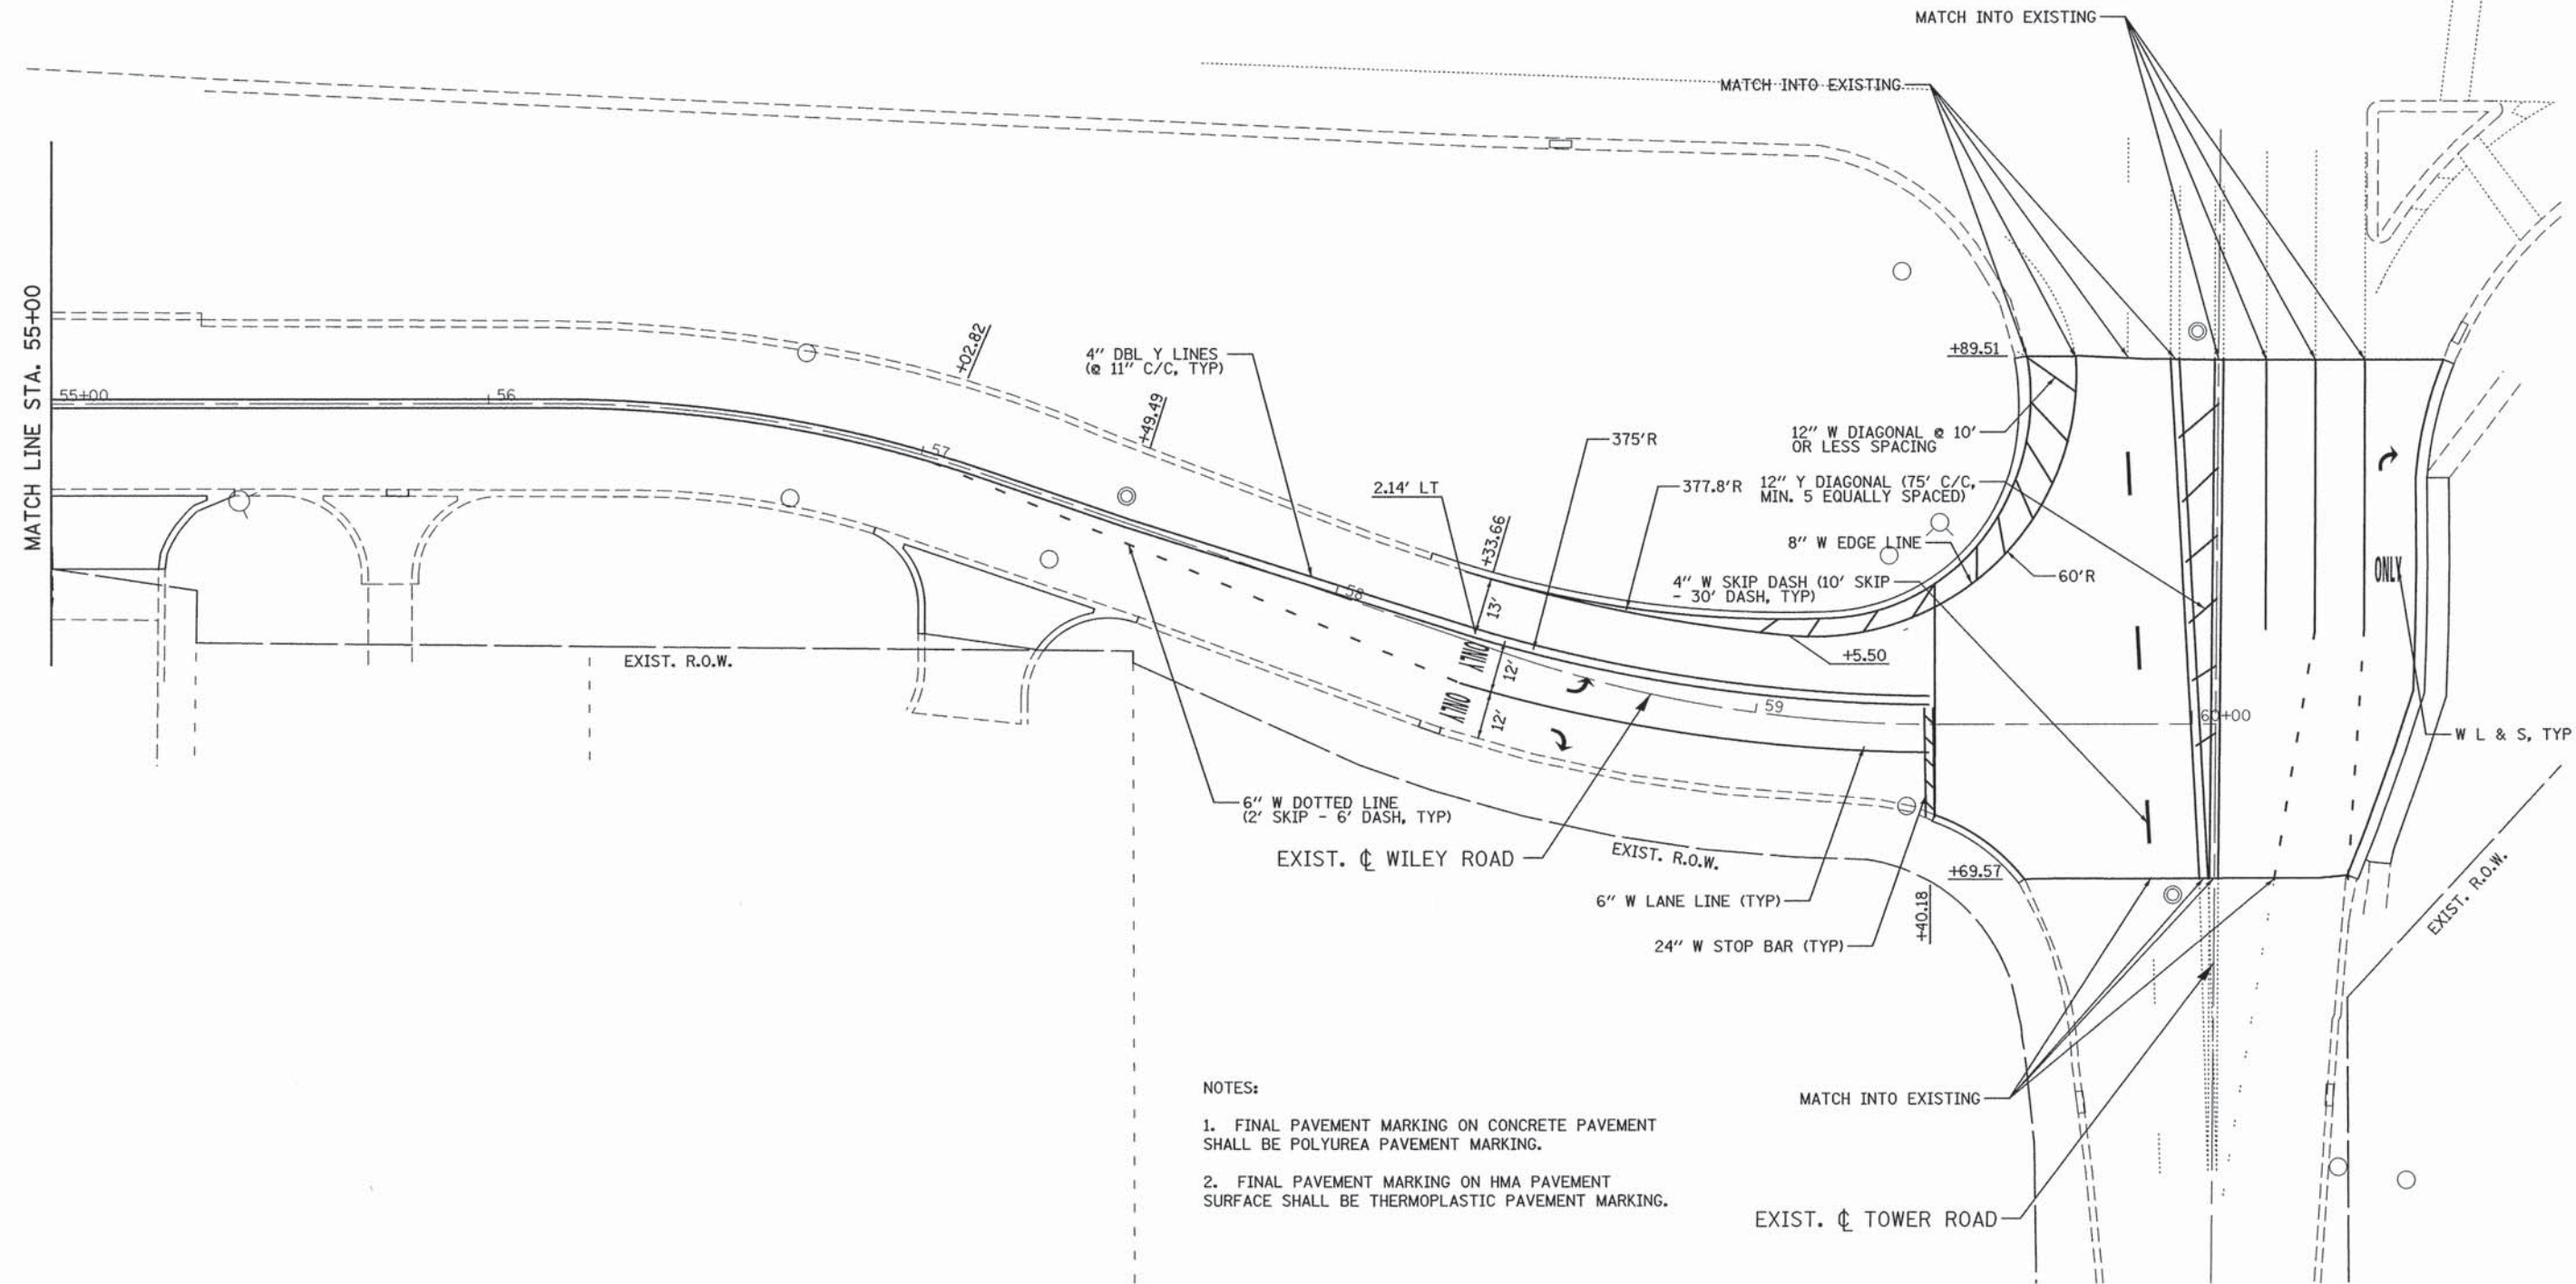 MATCH INTO EXISTING
MATCH INTO EXISTING
MATCH LINE STA. 55+00
55+00
56
57
58
59
60+00
+02.82
+49.49
4" DBL Y LINES
(@ 11" C/C, TYP)
375'R
2.14' LT
377.8'R
+33.66
13'
12'
12'
ONLY
ONLY
+89.51
12" W DIAGONAL @ 10'
OR LESS SPACING
12" Y DIAGONAL (75' C/C,
MIN. 5 EQUALLY SPACED)
8" W EDGE LINE
4" W SKIP DASH (10' SKIP
- 30' DASH, TYP)
60'R
+5.50
ONLY
W L & S, TYP
EXIST. R.O.W.
6" W DOTTED LINE
(2' SKIP - 6' DASH, TYP)
EXIST. ℄ WILEY ROAD
EXIST. R.O.W.
+69.57
6" W LANE LINE (TYP)
24" W STOP BAR (TYP)
+40.18
EXIST. R.O.W.
MATCH INTO EXISTING
EXIST. ℄ TOWER ROAD
NOTES:
1. FINAL PAVEMENT MARKING ON CONCRETE PAVEMENT
SHALL BE POLYUREA PAVEMENT MARKING.
2. FINAL PAVEMENT MARKING ON HMA PAVEMENT
SURFACE SHALL BE THERMOPLASTIC PAVEMENT MARKING.